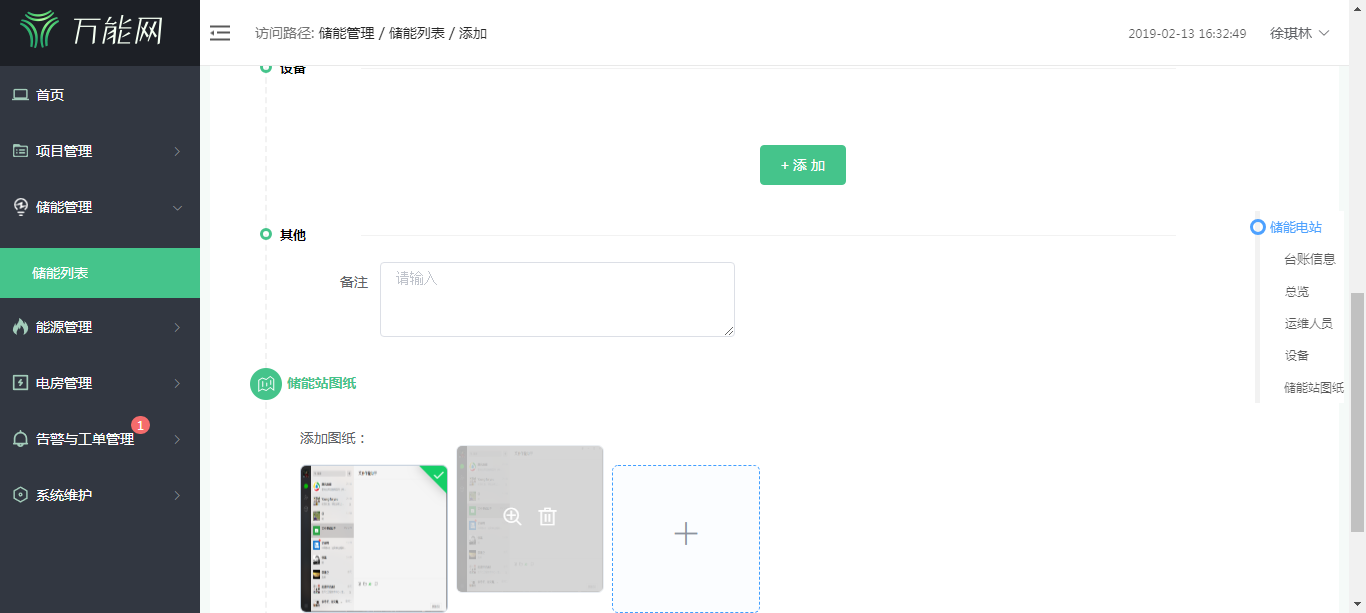 万能网
访问路径: 储能管理 / 储能列表 / 添加
2019-02-13 16:32:49
徐琪林
首页
项目管理
储能管理
储能列表
能源管理
电房管理
告警与工单管理
1
系统维护
设备
+ 添 加
其他
备注
请输入
储能站图纸
添加图纸：
储能电站
台账信息
总览
运维人员
设备
储能站图纸